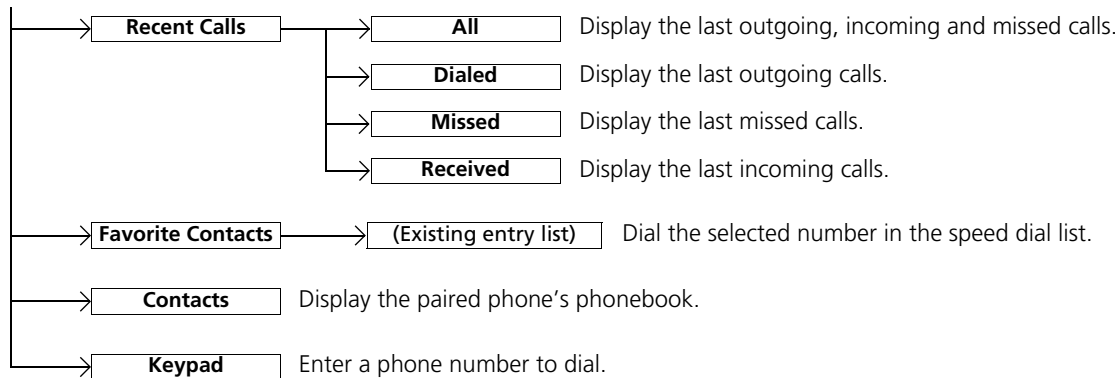 Recent Calls All Display the last outgoing, incoming and missed calls.
Dialed Display the last outgoing calls.
Missed Display the last missed calls.
Received Display the last incoming calls.
Favorite Contacts (Existing entry list) Dial the selected number in the speed dial list.
Contacts Display the paired phone’s phonebook.
Keypad Enter a phone number to dial.